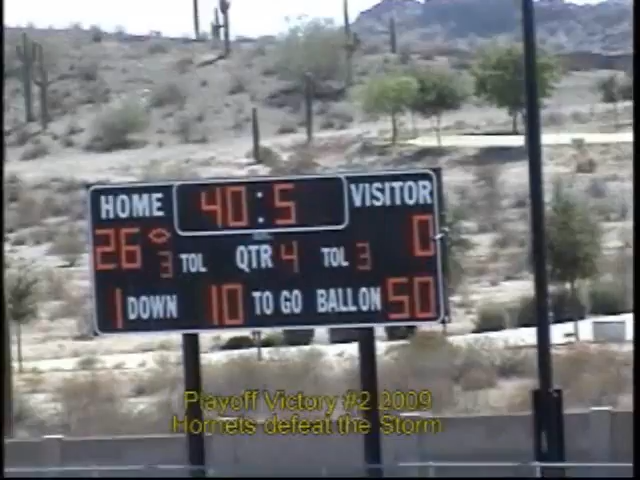 HOME 40:5 VISITOR
26 3 TOL QTR 4 TOL 3 0
1 DOWN 10 TO GO BALL ON 50
Playoff Victory #2 2009
Hornets defeat the Storm